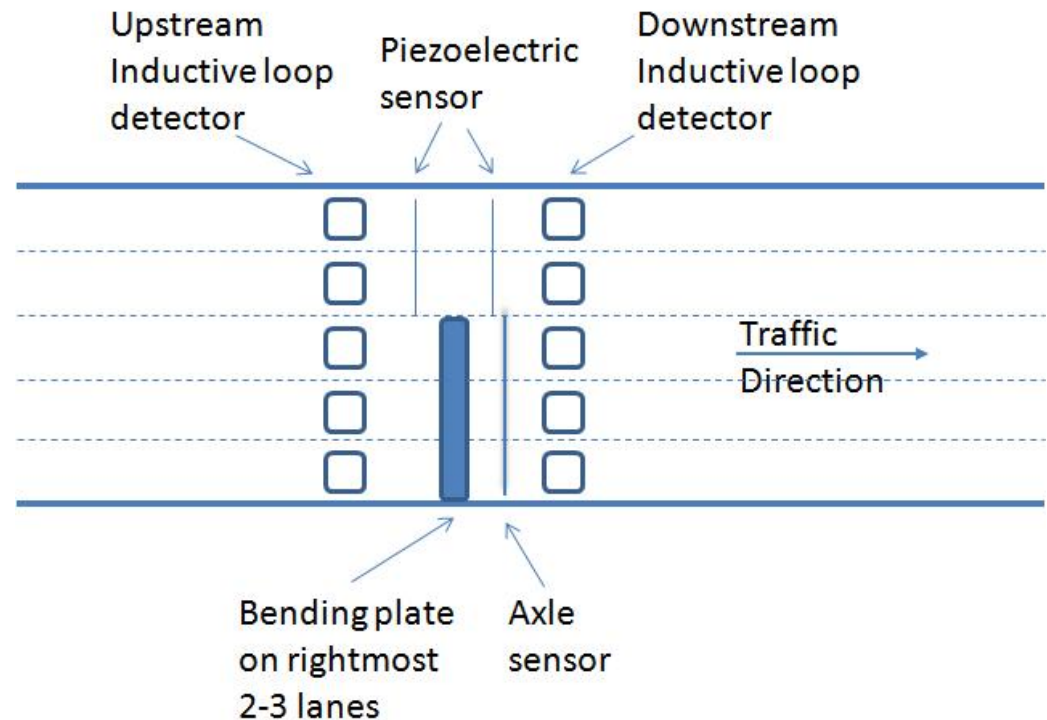 Upstream
Inductive loop
detector
Piezoelectric
sensor
Downstream
Inductive loop
detector
Traffic
Direction
Bending plate
on rightmost
2-3 lanes
Axle
sensor